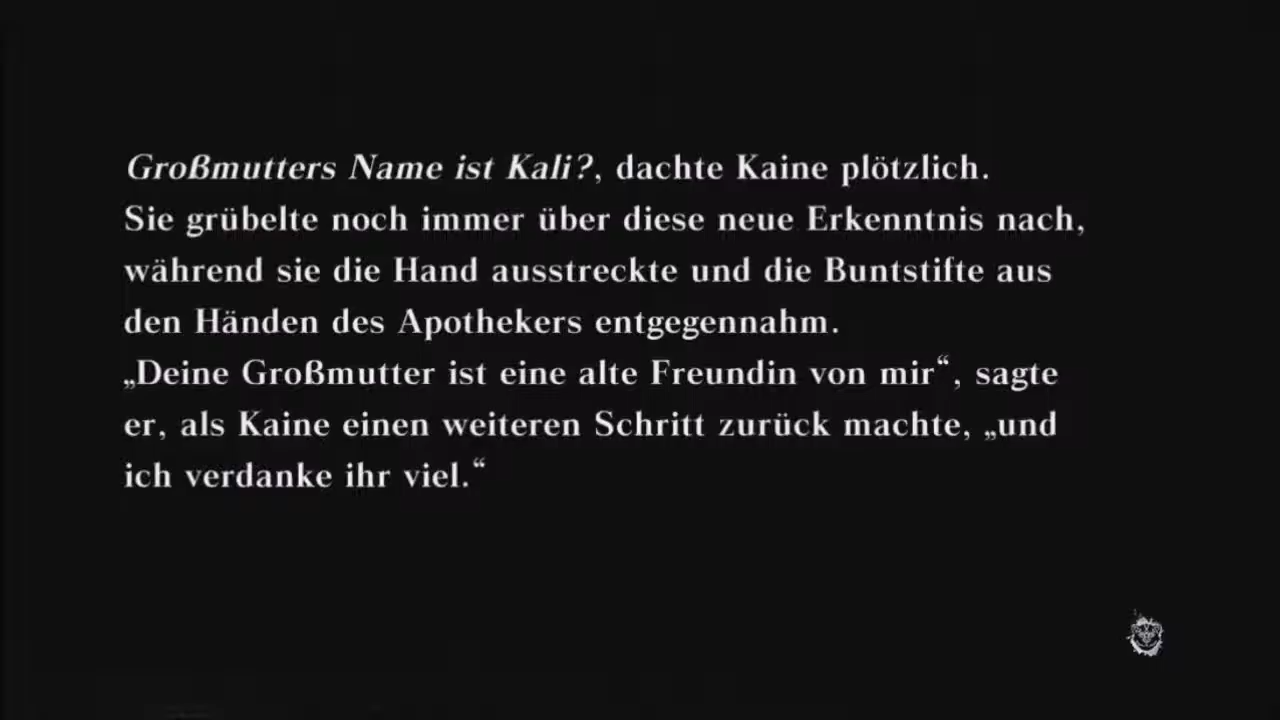 Großmutters Name ist Kali?, dachte Kaine plötzlich.
Sie grübelte noch immer über diese neue Erkenntnis nach,
während sie die Hand ausstreckte und die Buntstifte aus
den Händen des Apothekers entgegennahm.
„Deine Großmutter ist eine alte Freundin von mir“, sagte
er, als Kaine einen weiteren Schritt zurück machte, „und
ich verdanke ihr viel.“